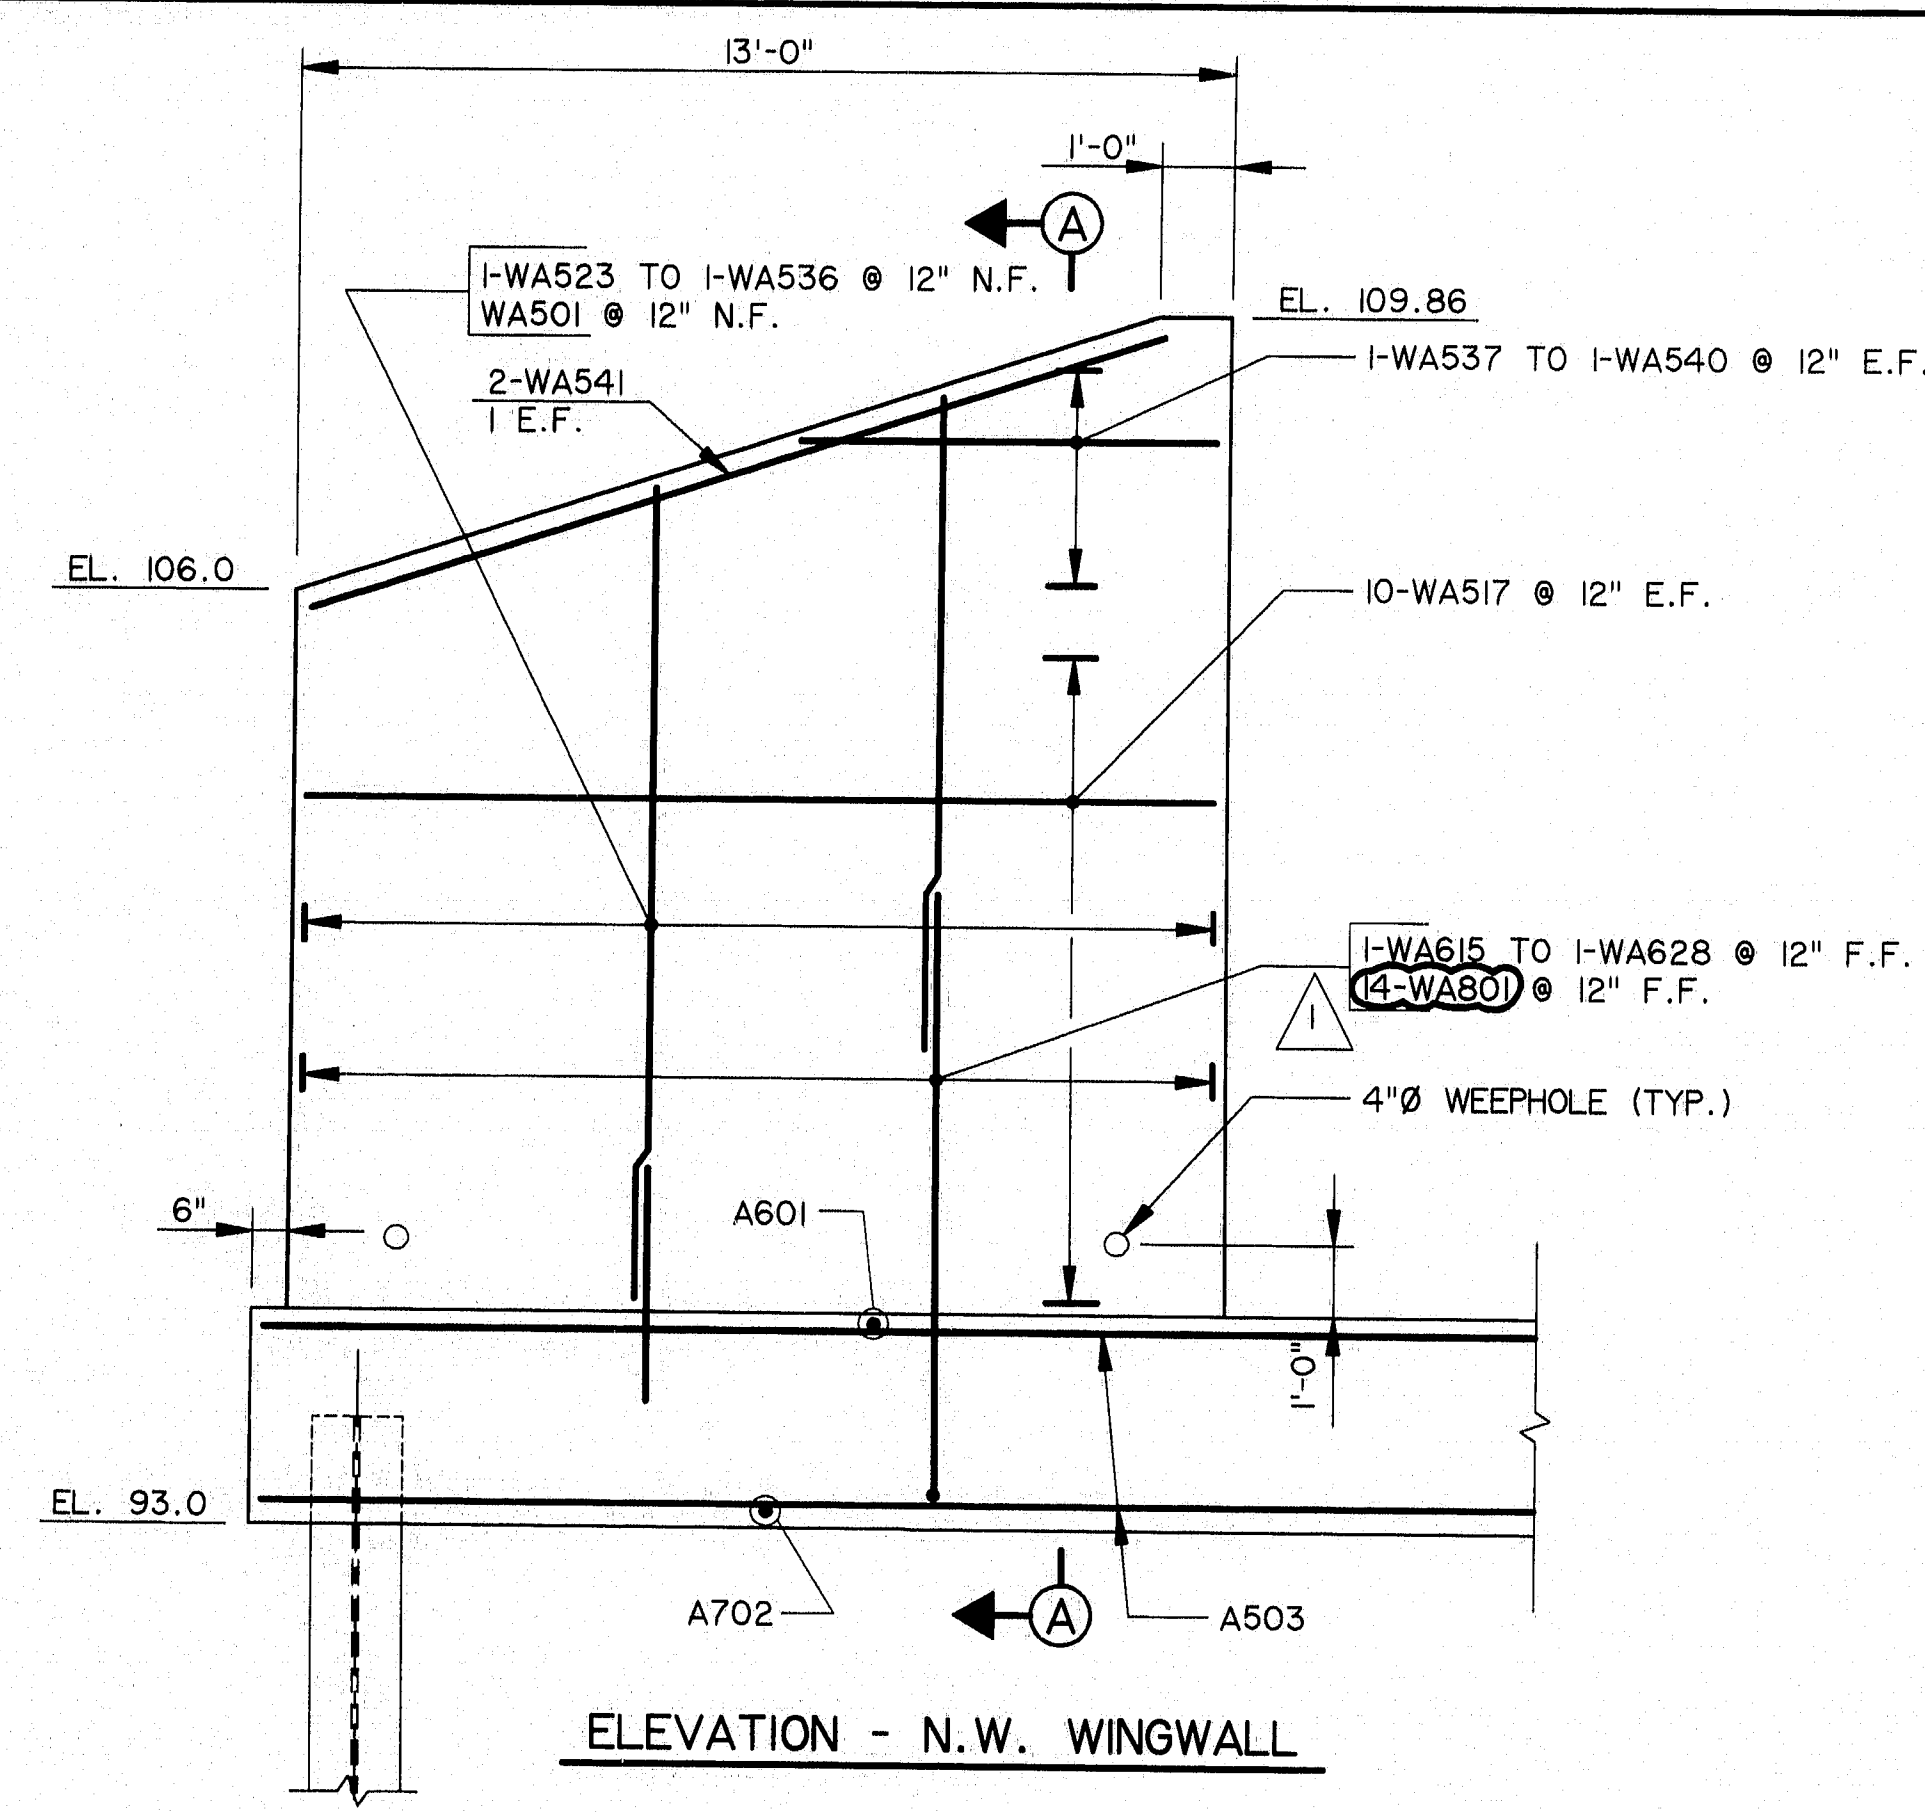 13'-0"
1'-0"
A
1-WA523 TO 1-WA536 @ 12" N.F.
WA501 @ 12" N.F.
EL. 109.86
1-WA537 TO 1-WA540 @ 12" E.F.
2-WA541
1 E.F.
EL. 106.0
10-WA517 @ 12" E.F.
1-WA615 TO 1-WA628 @ 12" F.F.
14-WA801 @ 12" F.F.
1
4"Ø WEEPHOLE (TYP.)
6"
A601
1'-0"
EL. 93.0
A702
A
A503
ELEVATION - N.W. WINGWALL